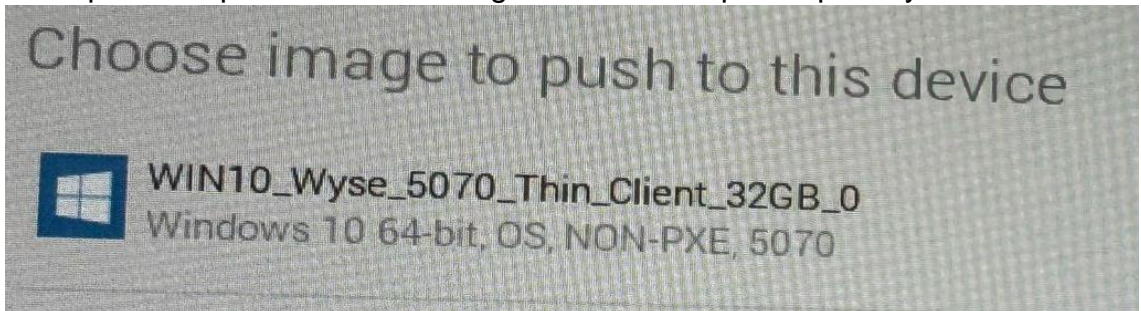 Choose image to push to this device
WIN10_Wyse_5070_Thin_Client_32GB_0
Windows 10 64-bit, OS, NON-PXE, 5070